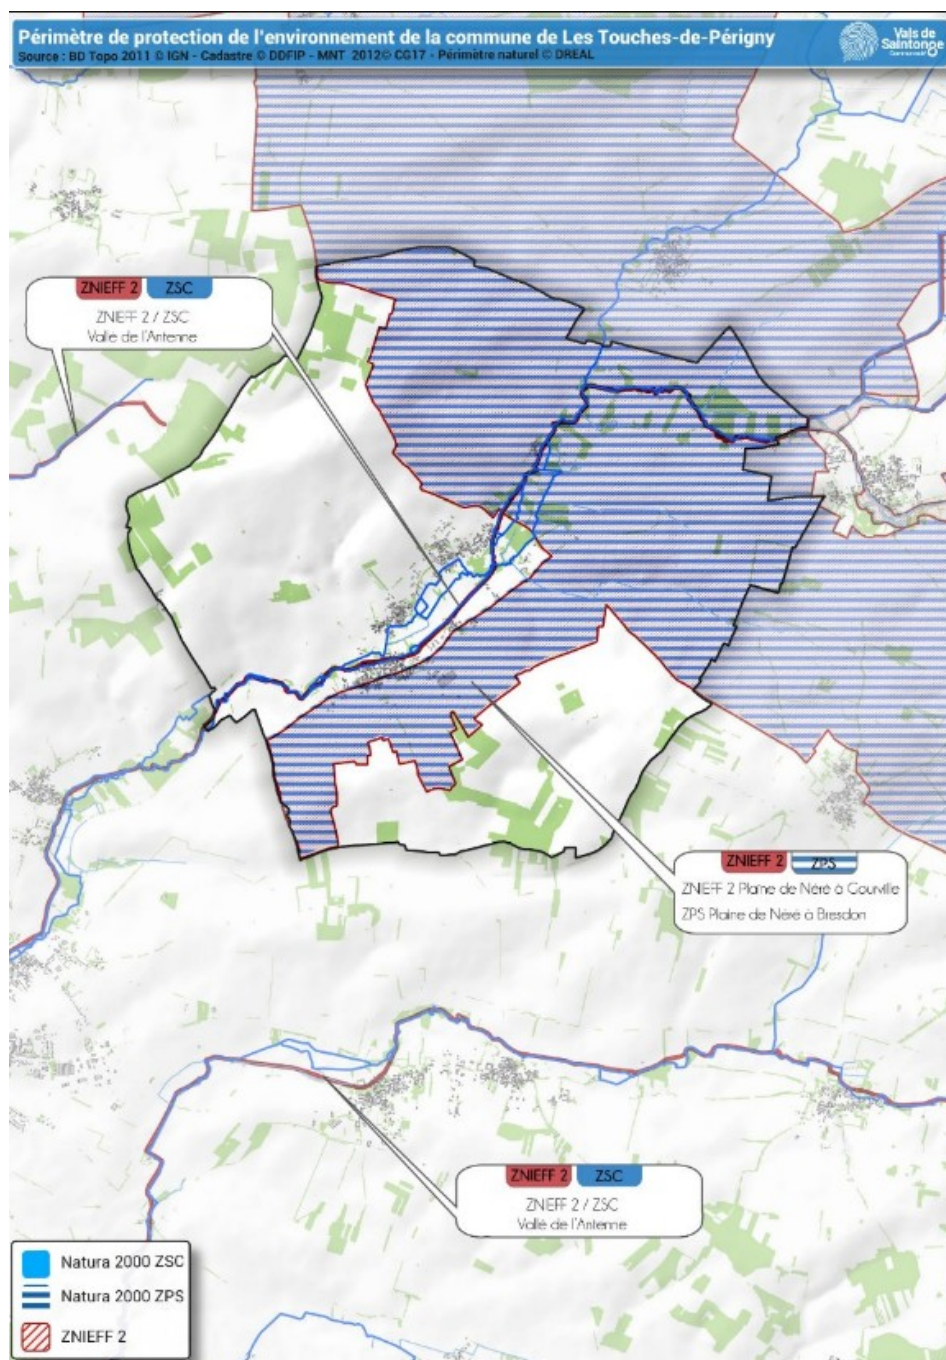 Périmètre de protection de l'environnement de la commune de Les Touches-de-Périgny
Source : BD Topo 2011 © IGN - Cadastre © DDFIP - MNT 2012© CG17 - Périmètre naturel © DREAL
Vals de
Saintonge
Communauté
ZNIEFF 2 ZSC
ZNIEFF 2 / ZSC
Vallé de l'Antenne
ZNIEFF 2 ZPS
ZNIEFF 2 Plaine de Néré à Gourville
ZPS Plaine de Néré à Bresdon
ZNIEFF 2 ZSC
ZNIEFF 2 / ZSC
Vallé de l'Antenne
Natura 2000 ZSC
Natura 2000 ZPS
ZNIEFF 2